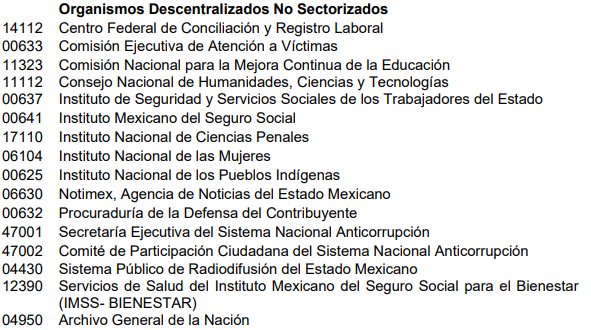 Organismos Descentralizados No Sectorizados
14112 Centro Federal de Conciliación y Registro Laboral
00633 Comisión Ejecutiva de Atención a Víctimas
11323 Comisión Nacional para la Mejora Continua de la Educación
11112 Consejo Nacional de Humanidades, Ciencias y Tecnologías
00637 Instituto de Seguridad y Servicios Sociales de los Trabajadores del Estado
00641 Instituto Mexicano del Seguro Social
17110 Instituto Nacional de Ciencias Penales
06104 Instituto Nacional de las Mujeres
00625 Instituto Nacional de los Pueblos Indígenas
06630 Notimex, Agencia de Noticias del Estado Mexicano
00632 Procuraduría de la Defensa del Contribuyente
47001 Secretaría Ejecutiva del Sistema Nacional Anticorrupción
47002 Comité de Participación Ciudadana del Sistema Nacional Anticorrupción
04430 Sistema Público de Radiodifusión del Estado Mexicano
12390 Servicios de Salud del Instituto Mexicano del Seguro Social para el Bienestar
(IMSS- BIENESTAR)
04950 Archivo General de la Nación